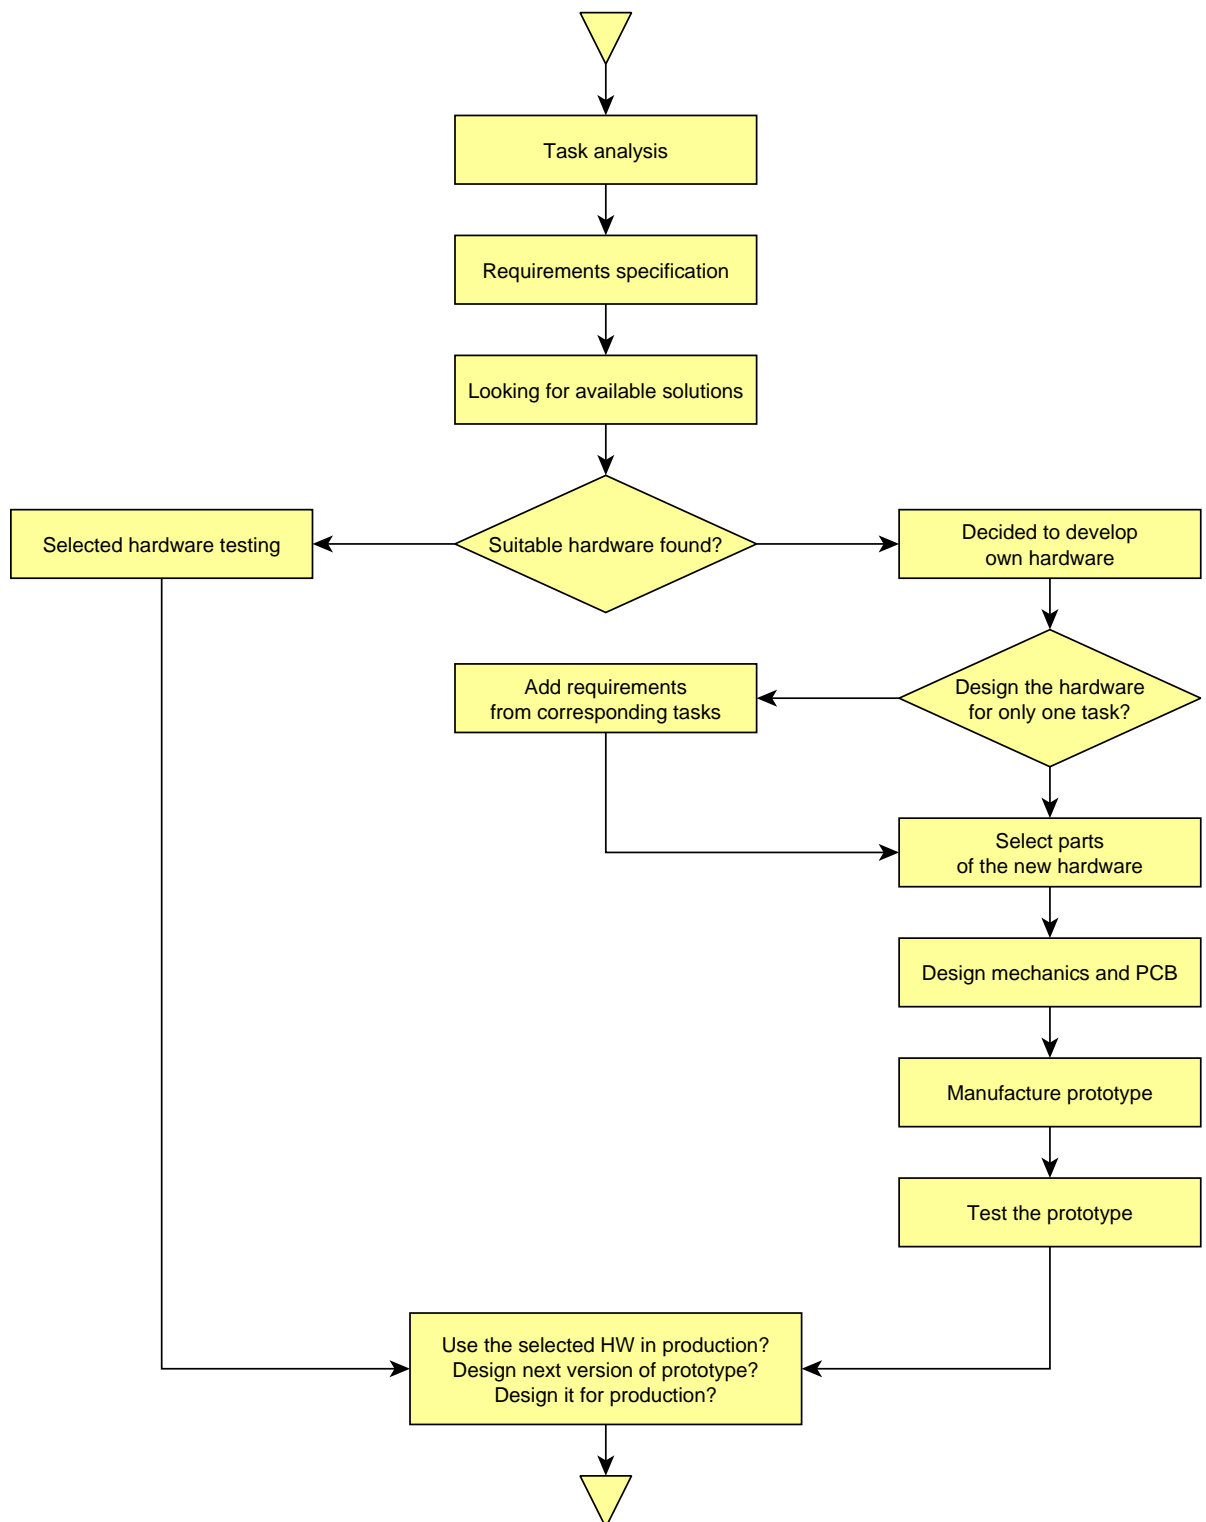 Task analysis
Requirements specification
Looking for available solutions
Suitable hardware found?
Selected hardware testing
Decided to develop
own hardware
Design the hardware
for only one task?
Add requirements
from corresponding tasks
Select parts
of the new hardware
Design mechanics and PCB
Manufacture prototype
Test the prototype
Use the selected HW in production?
Design next version of prototype?
Design it for production?